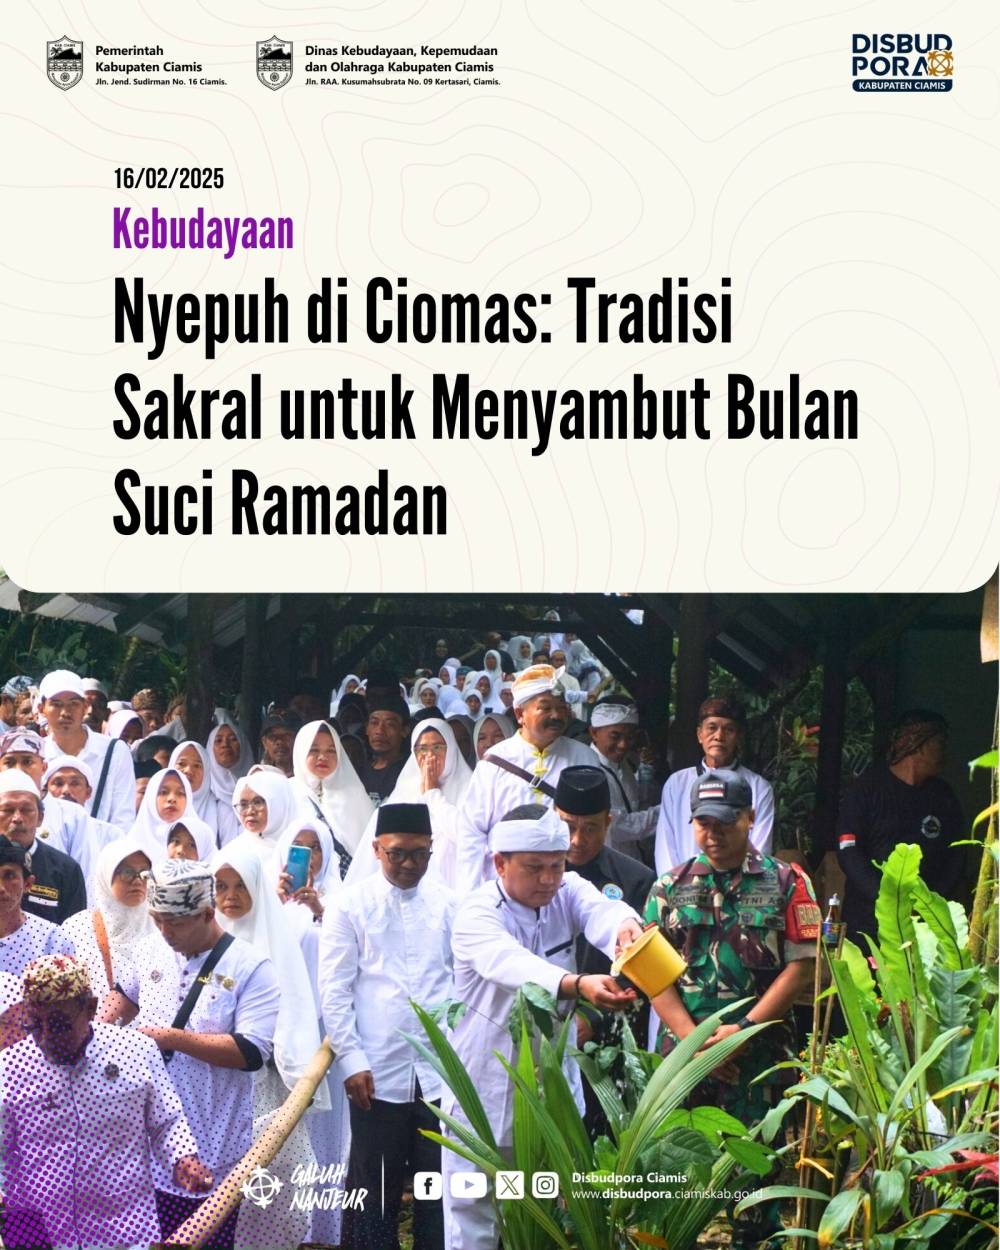 Pemerintah
Kabupaten Ciamis
Jln. Jend. Sudirman No. 16 Ciamis.
Dinas Kebudayaan, Kepemudaan
dan Olahraga Kabupaten Ciamis
Jln. RAA. Kusumahsubrata No. 09 Kertasari, Ciamis.
DISBUD
PORA
KABUPATEN CIAMIS
16/02/2025
Kebudayaan
Nyepuh di Ciomas: Tradisi
Sakral untuk Menyambut Bulan
Suci Ramadan
GALUH
NANJEUR
Disbudpora Ciamis
www.disbudpora.ciamiskab.go.id